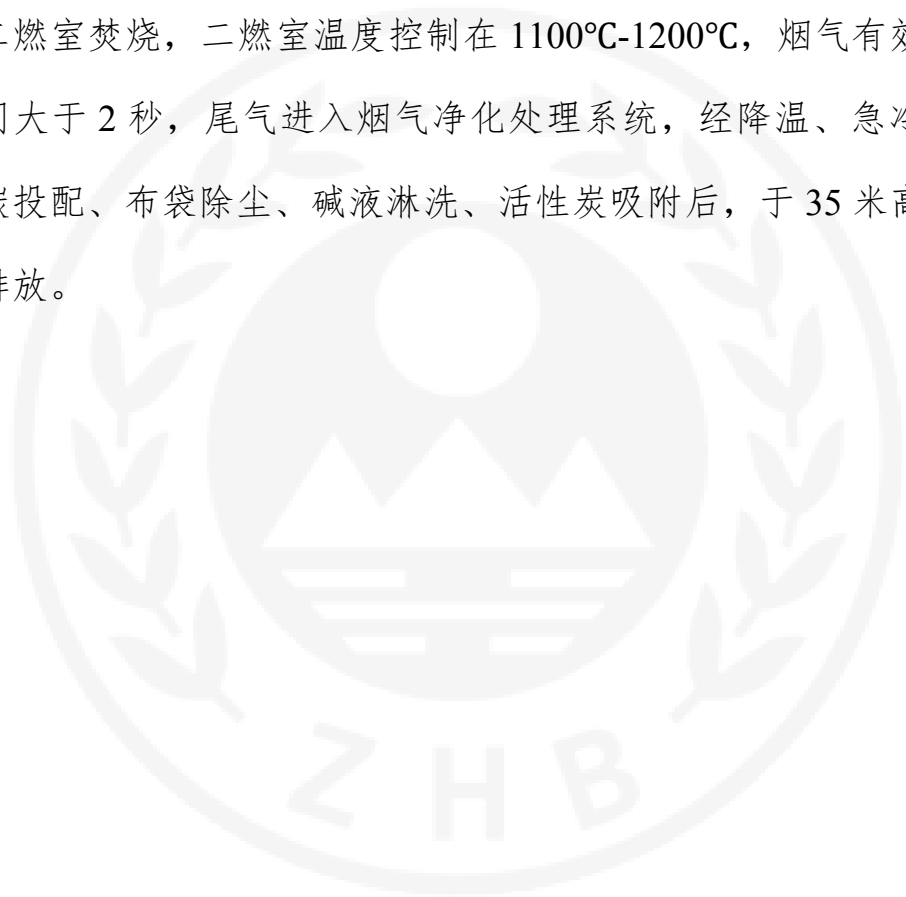 二燃室焚烧，二燃室温度控制在 1100℃-1200℃，烟气有效
大于 2 秒，尾气进入烟气净化处理系统，经降温、急冷
投配、布袋除尘、碱液淋洗、活性炭吸附后，于 35 米高
排放。
ZHB